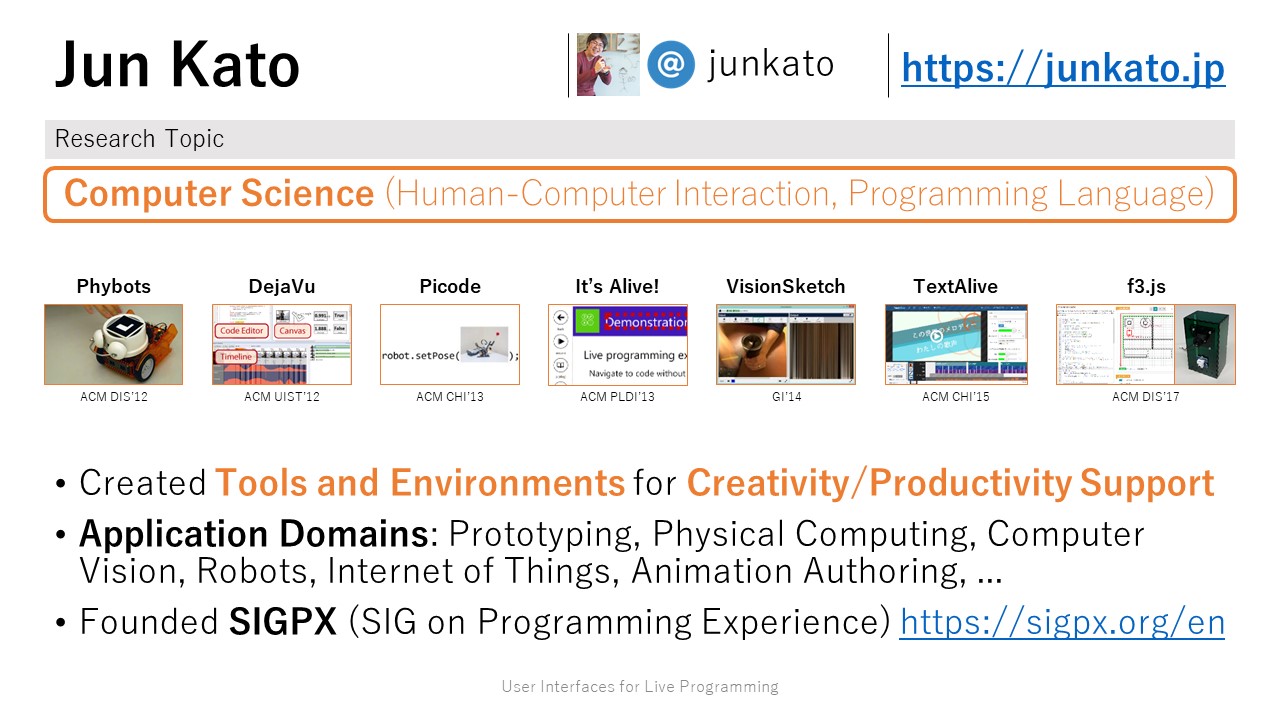 Jun Kato
@ junkato
https://junkato.jp
Research Topic
Computer Science (Human-Computer Interaction, Programming Language)
Phybots
DejaVu
Picode
It's Alive!
VisionSketch
TextAlive
f3.js
Code Editor
Canvas
Timeline
robot.setPose(
);
Demonstration
Live programming ex
Navigate to code without
ACM DIS'12
ACM UIST'12
ACM CHI'13
ACM PLDI'13
GI'14
ACM CHI'15
ACM DIS'17
• Created Tools and Environments for Creativity/Productivity Support
• Application Domains: Prototyping, Physical Computing, Computer
Vision, Robots, Internet of Things, Animation Authoring, ...
• Founded SIGPX (SIG on Programming Experience) https://sigpx.org/en
User Interfaces for Live Programming